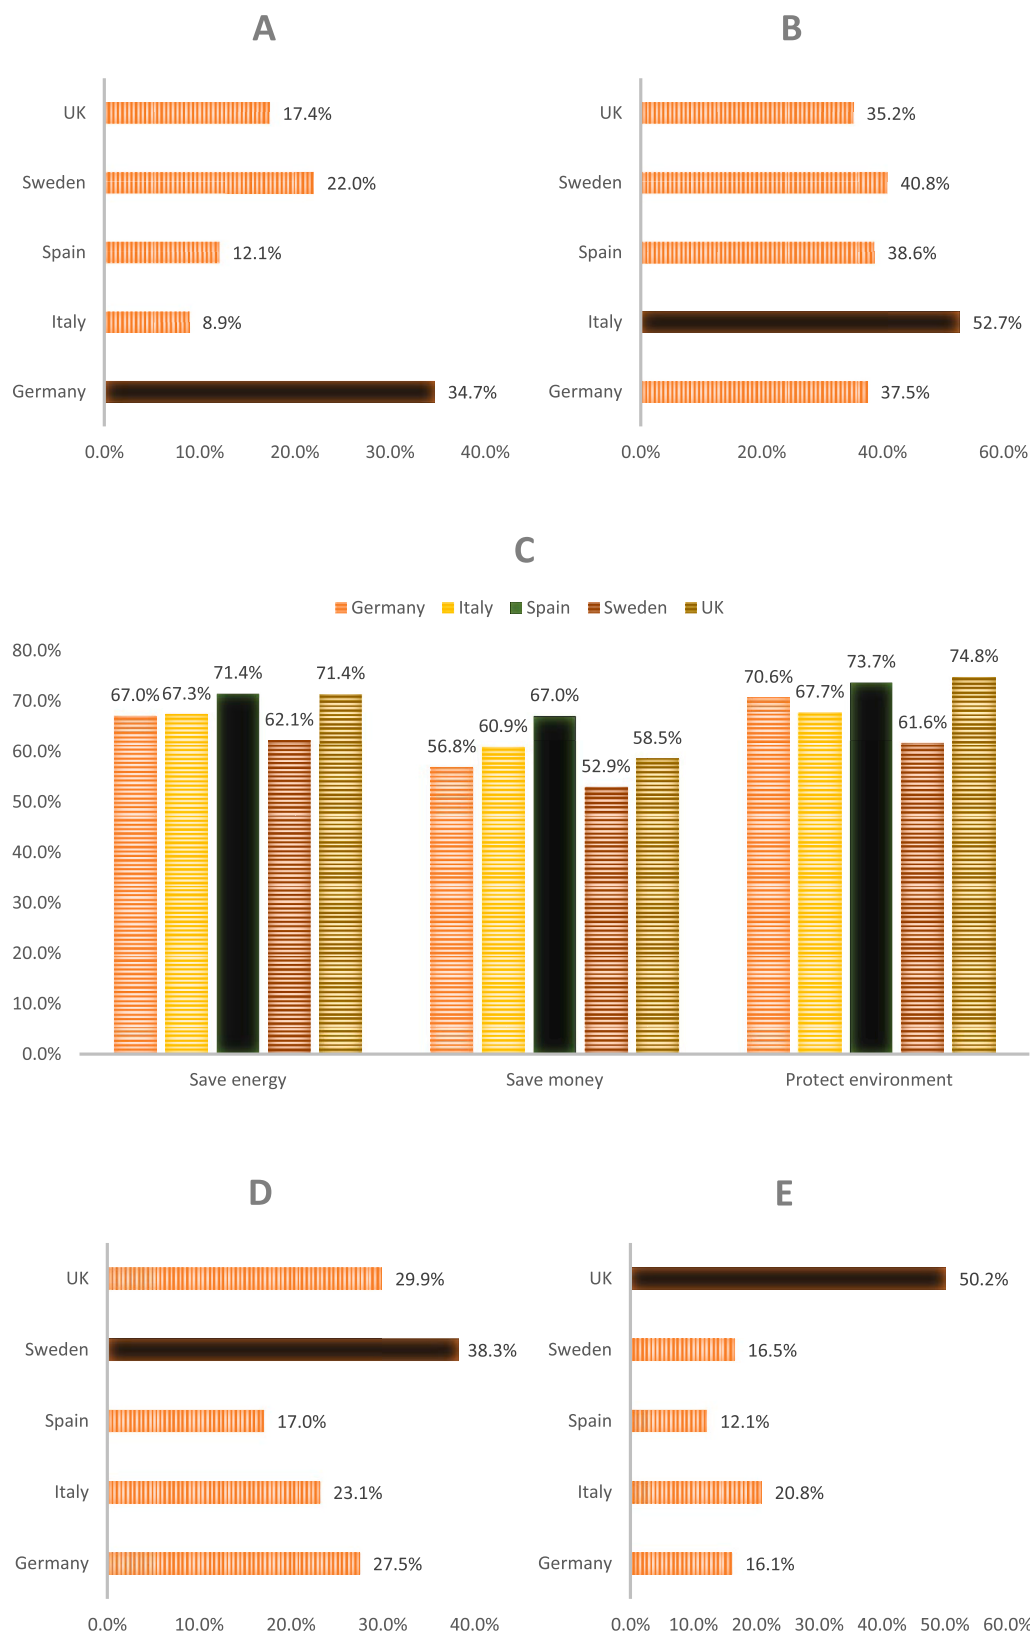 A
UK 17.4%
Sweden 22.0%
Spain 12.1%
Italy 8.9%
Germany 34.7%
0.0% 10.0% 20.0% 30.0% 40.0%
B
UK 35.2%
Sweden 40.8%
Spain 38.6%
Italy 52.7%
Germany 37.5%
0.0% 20.0% 40.0% 60.0%
C
Germany Italy Spain Sweden UK
80.0%
70.0%
60.0%
50.0%
40.0%
30.0%
20.0%
10.0%
0.0%
67.0% 67.3% 71.4% 62.1% 71.4%
56.8% 60.9% 67.0% 52.9% 58.5%
70.6% 67.7% 73.7% 61.6% 74.8%
Save energy Save money Protect environment
D
UK 29.9%
Sweden 38.3%
Spain 17.0%
Italy 23.1%
Germany 27.5%
0.0% 10.0% 20.0% 30.0% 40.0%
E
UK 50.2%
Sweden 16.5%
Spain 12.1%
Italy 20.8%
Germany 16.1%
0.0% 10.0% 20.0% 30.0% 40.0% 50.0% 60.0%